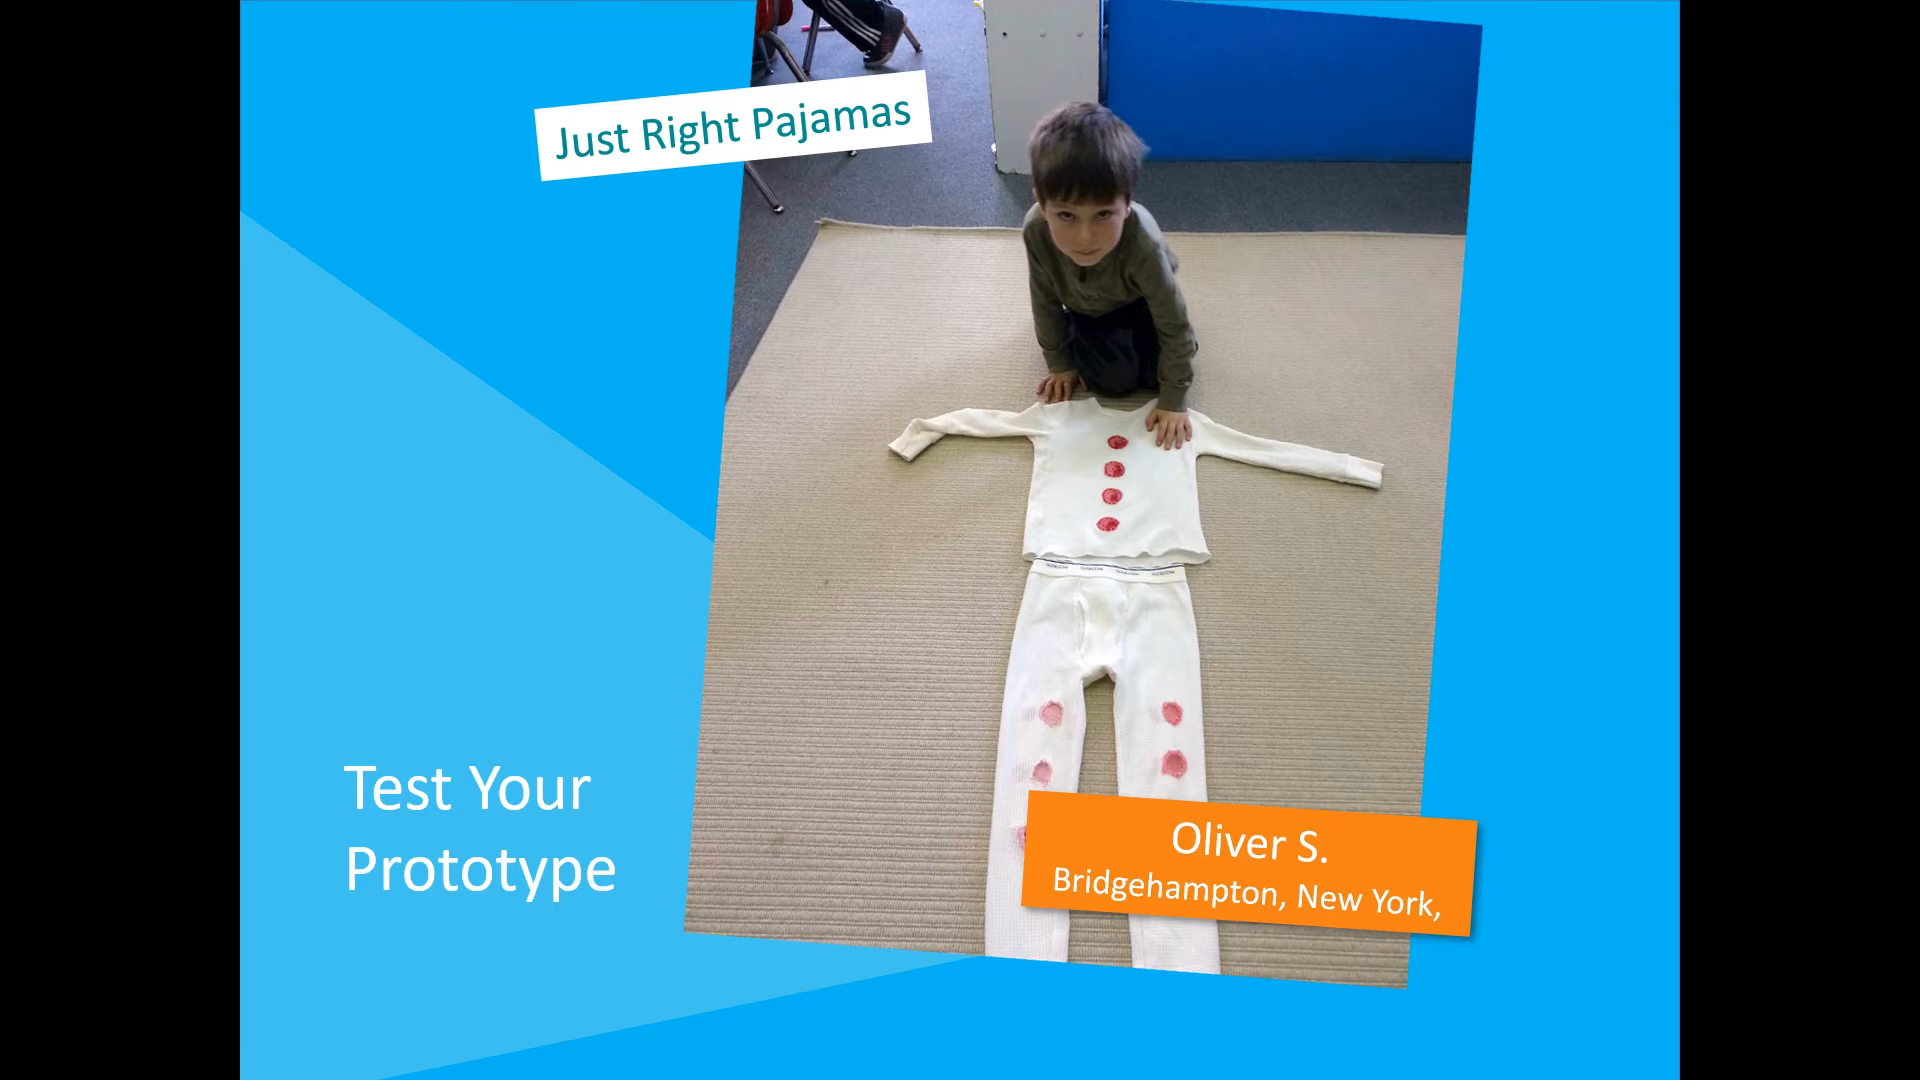 Just Right Pajamas
Test Your
Prototype
Oliver S.
Bridgehampton, New York,